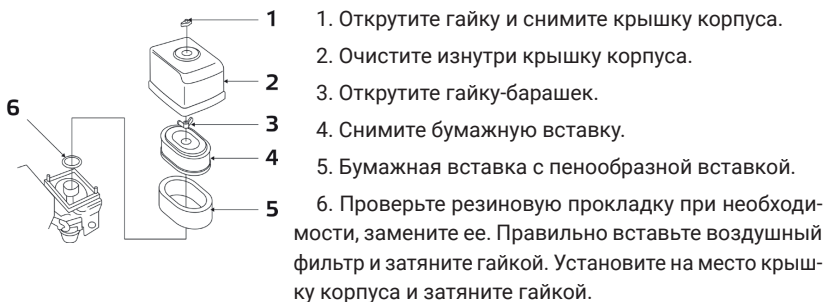 1
2
3
4
5
6
1. Открутите гайку и снимите крышку корпуса.
2. Очистите изнутри крышку корпуса.
3. Открутите гайку-барашек.
4. Снимите бумажную вставку.
5. Бумажная вставка с пенообразной вставкой.
6. Проверьте резиновую прокладку при необходи-
мости, замените ее. Правильно вставьте воздушный
фильтр и затяните гайкой. Установите на место крыш-
ку корпуса и затяните гайкой.